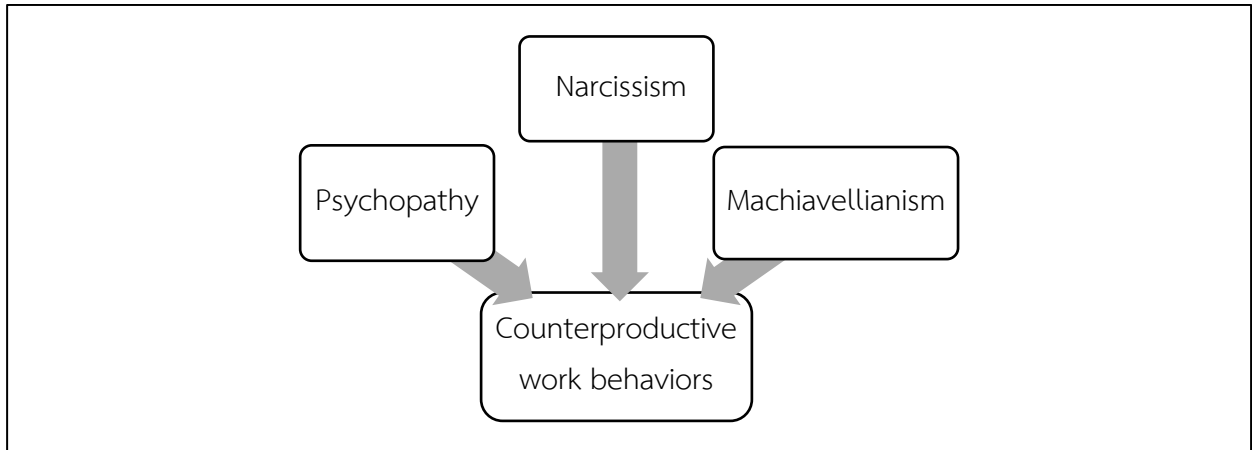 Narcissism
Psychopathy
Machiavellianism
Counterproductive
work behaviors